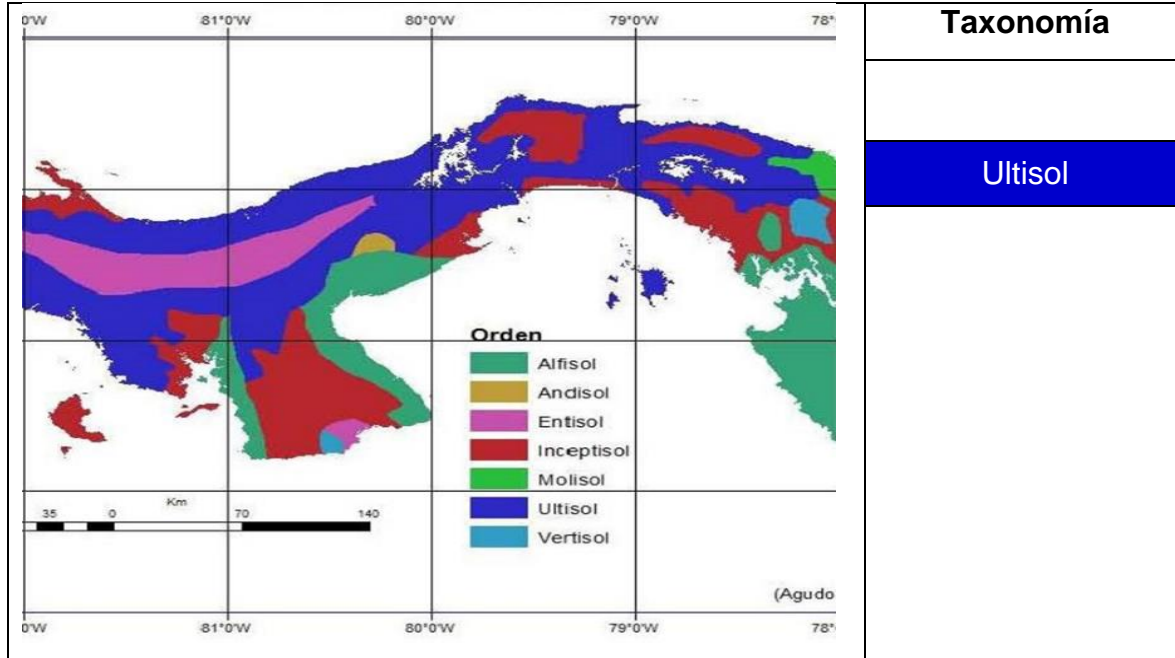 0'W 81°0'W 80°0'W 79°0'W 78°
Orden
Alfisol
Andisol
Entisol
Inceptisol
Molisol
Ultisol
Vertisol
Km
35 0 70 140
(Agudo
0'W 81°0'W 80°0'W 79°0'W 78°
Taxonomía
Ultisol